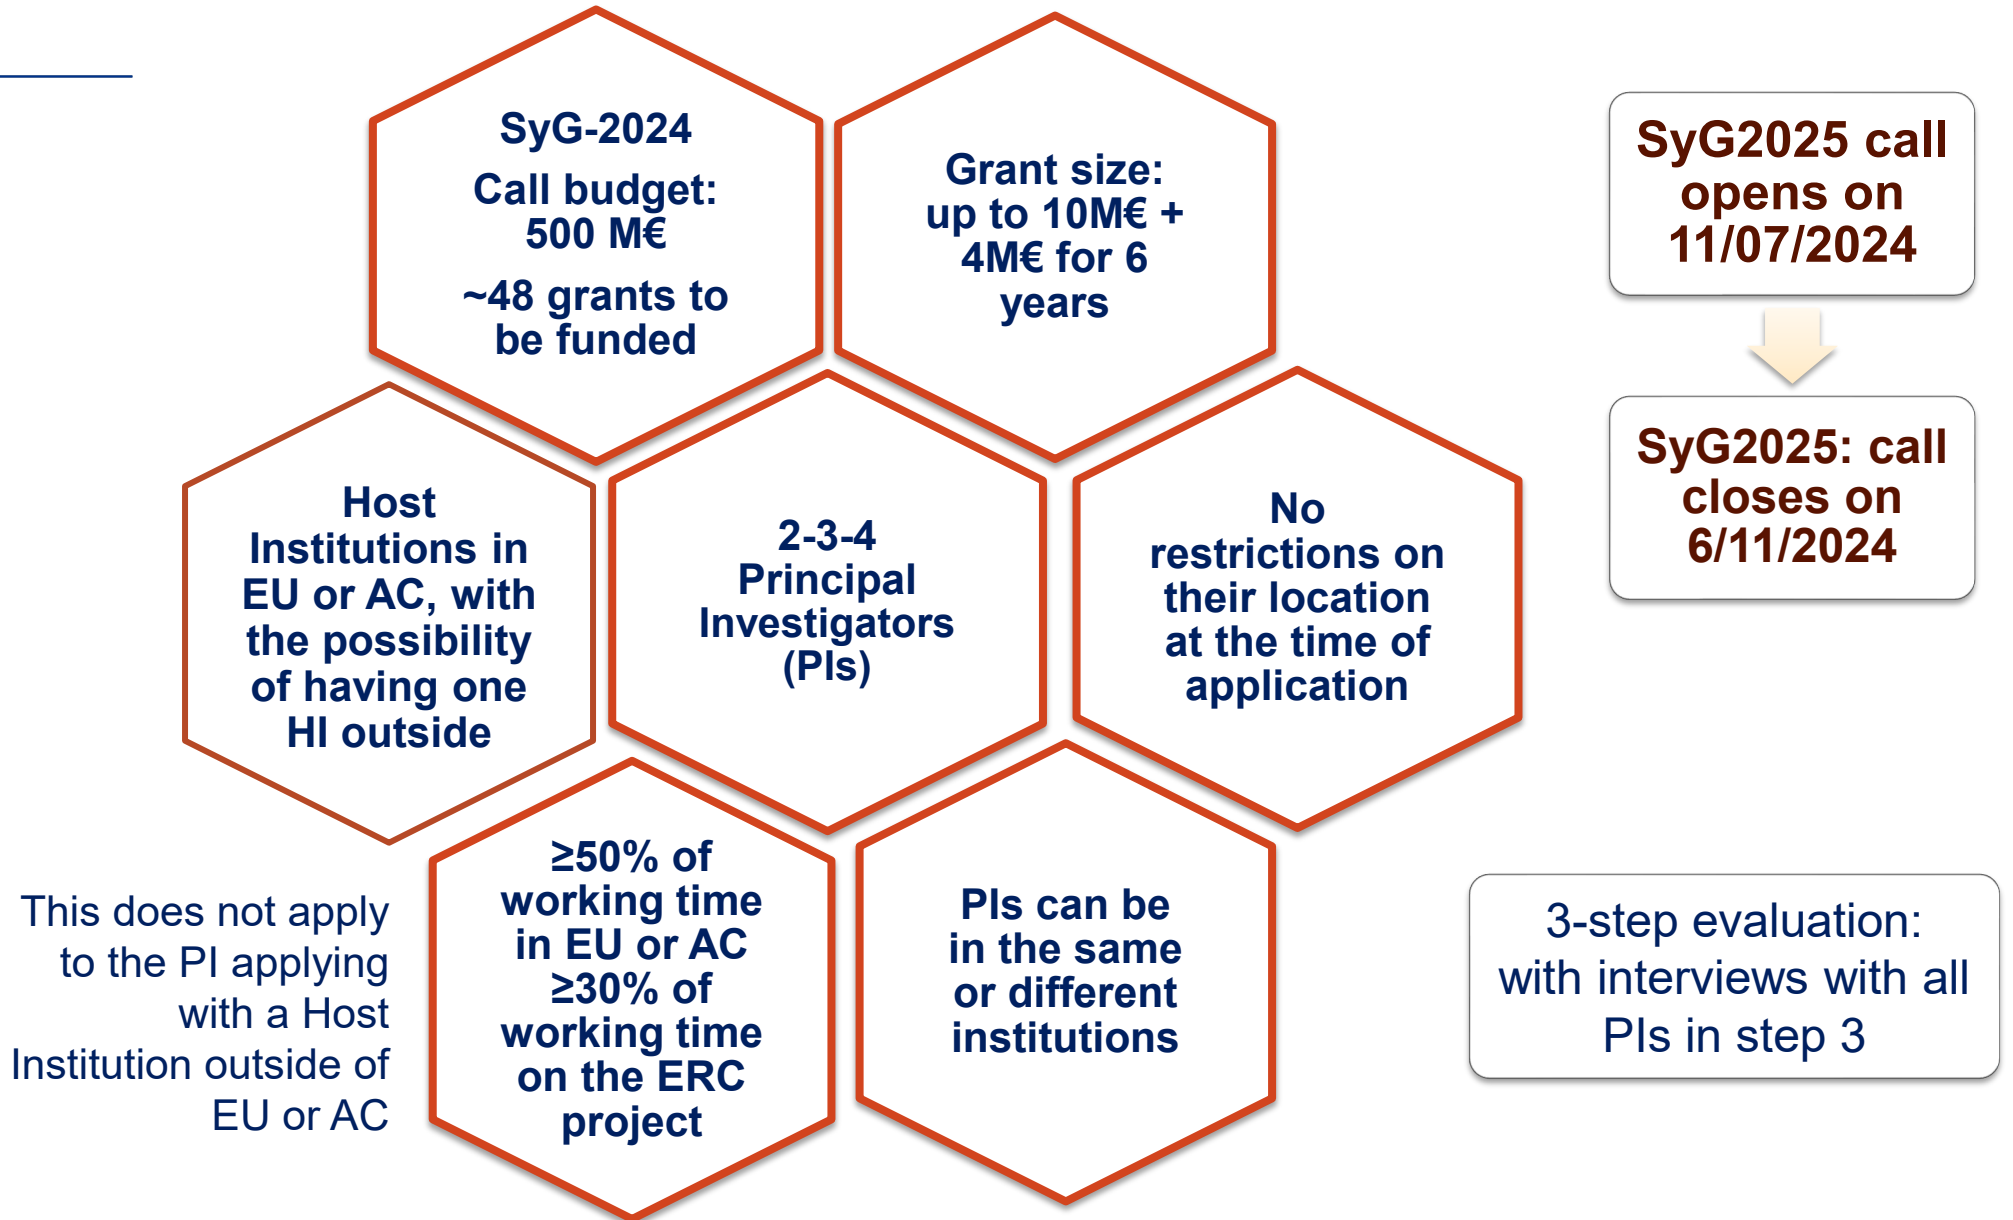 SyG-2024
Call budget:
500 M€
~48 grants to
be funded
Grant size:
up to 10M€ +
4M€ for 6
years
SyG2025 call
opens on
11/07/2024
SyG2025: call
closes on
6/11/2024
Host
Institutions in
EU or AC, with
the possibility
of having one
HI outside
2-3-4
Principal
Investigators
(PIs)
No
restrictions on
their location
at the time of
application
This does not apply
to the PI applying
with a Host
Institution outside of
EU or AC
≥50% of
working time
in EU or AC
≥30% of
working time
on the ERC
project
PIs can be
in the same
or different
institutions
3-step evaluation:
with interviews with all
PIs in step 3